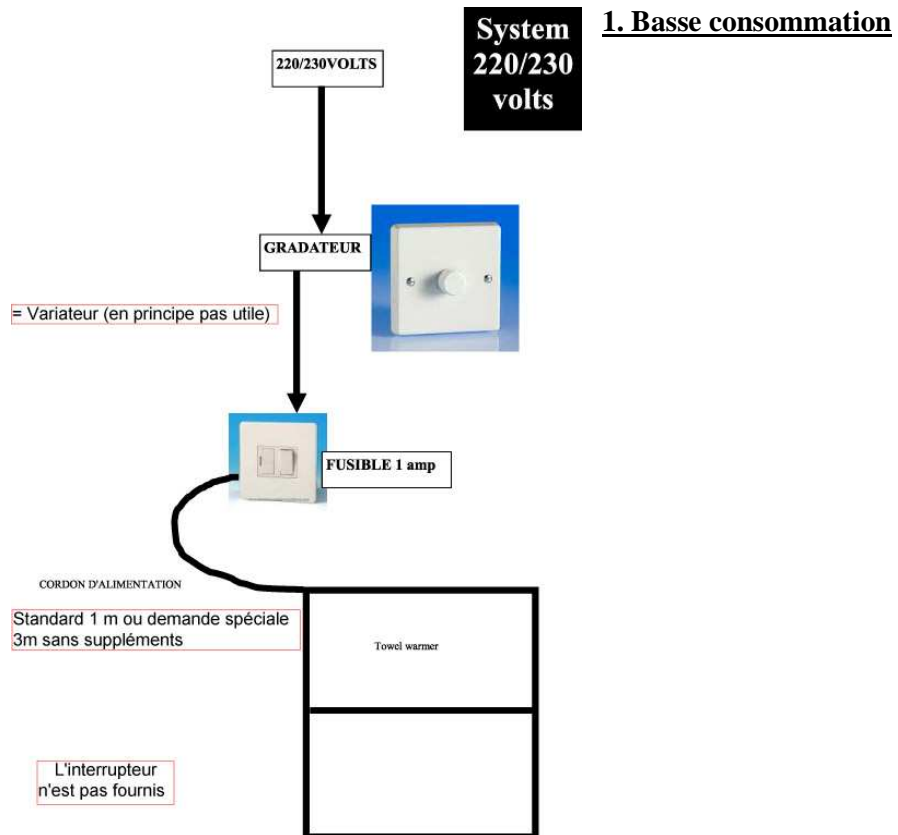 System
220/230
volts
1. Basse consommation
220/230VOLTS
GRADATEUR
= Variateur (en principe pas utile)
FUSIBLE 1 amp
CORDON D'ALIMENTATION
Standard 1 m ou demande spéciale
3m sans suppléments
Towel warmer
L'interrupteur
n'est pas fournis